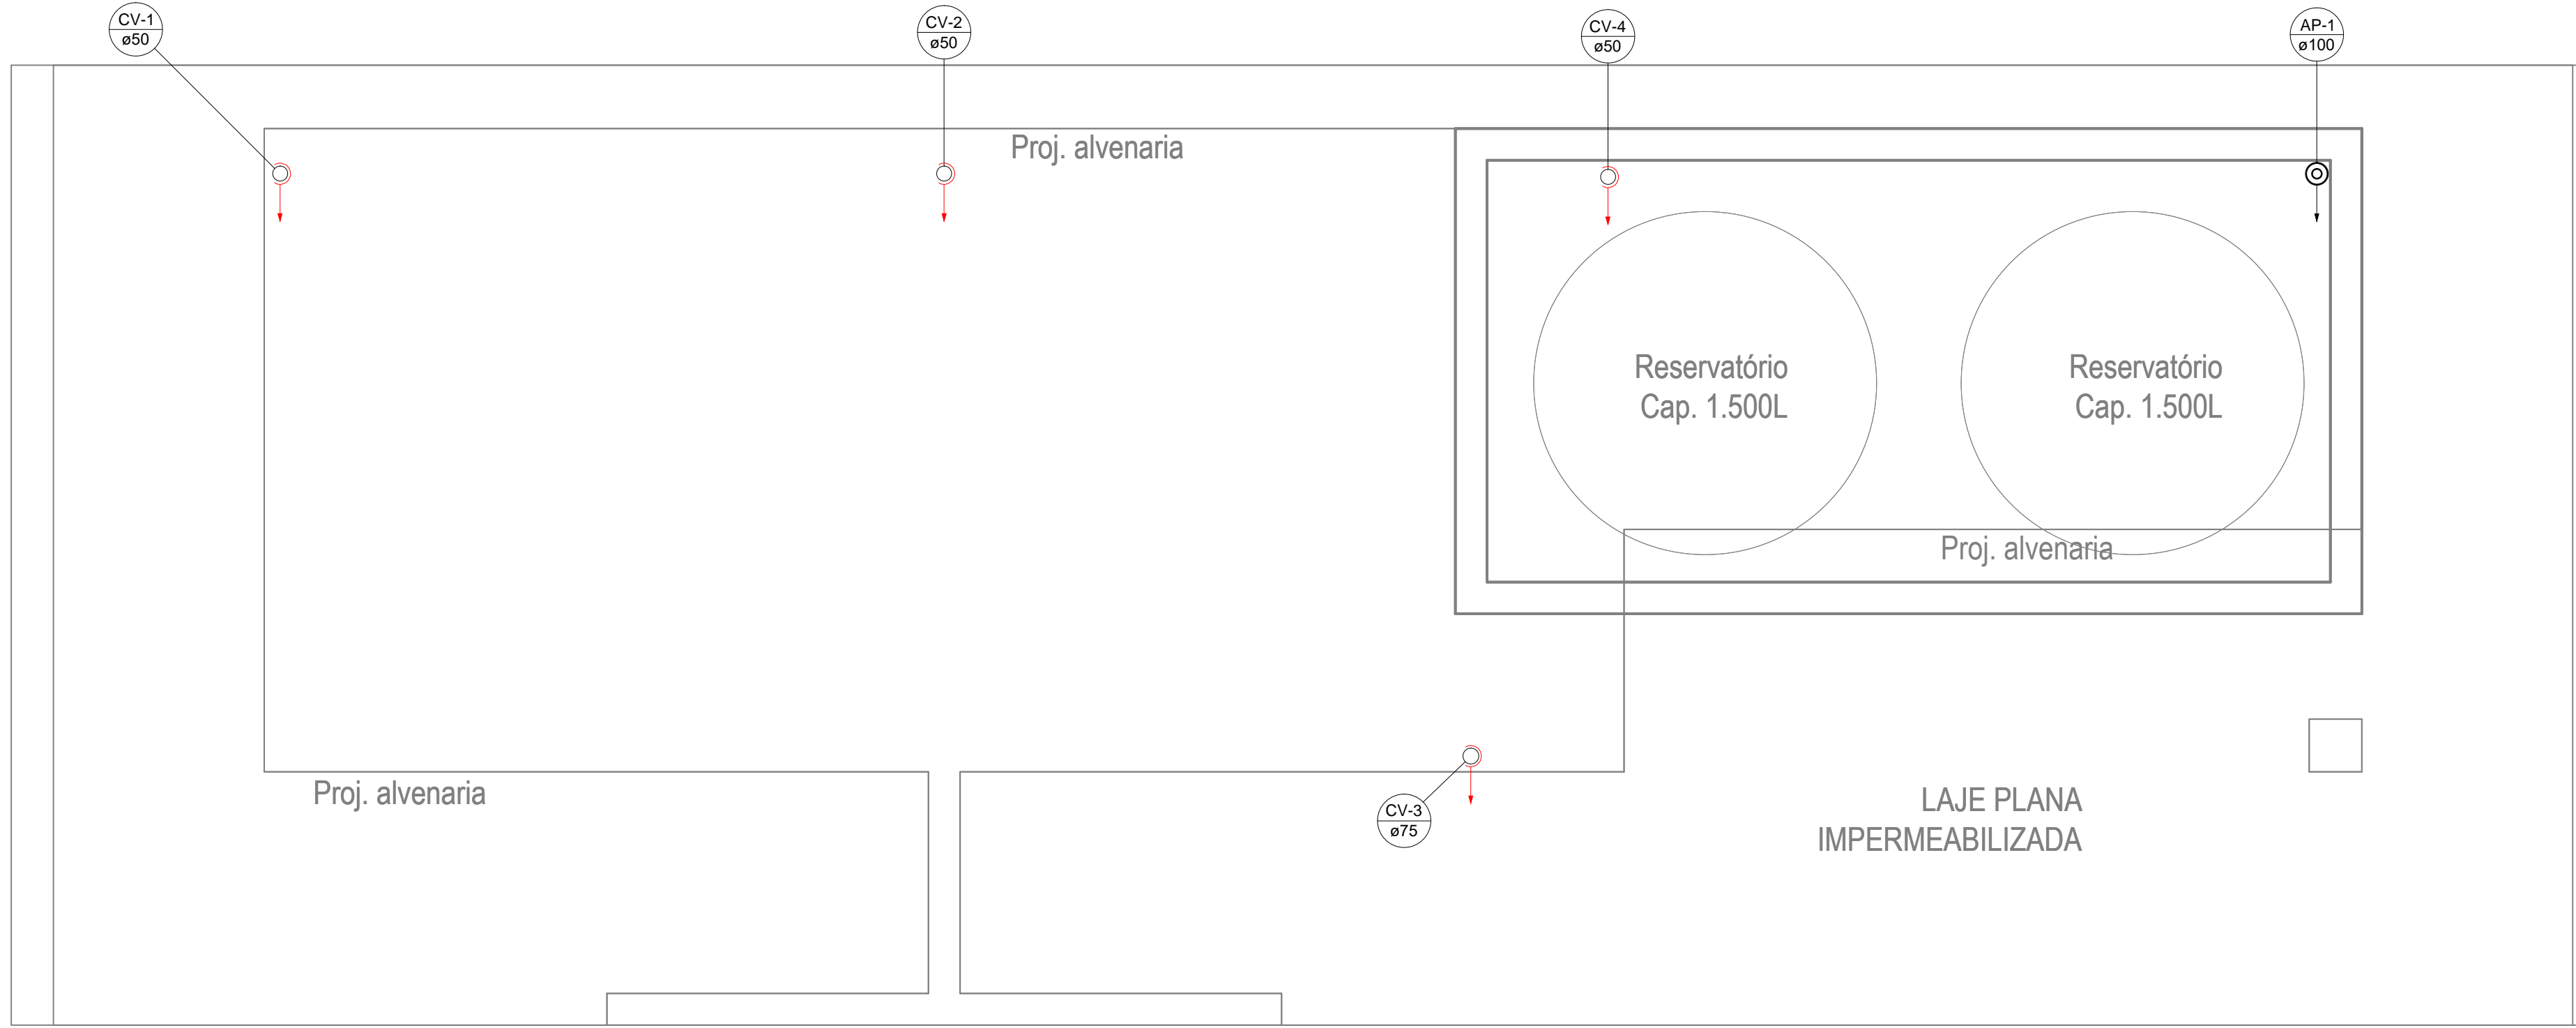 CV-1
ø50
CV-2
ø50
CV-4
ø50
AP-1
ø100
Proj. alvenaria
Reservatório
Cap. 1.500L
Reservatório
Cap. 1.500L
Proj. alvenaria
Proj. alvenaria
CV-3
ø75
LAJE PLANA
IMPERMEABILIZADA